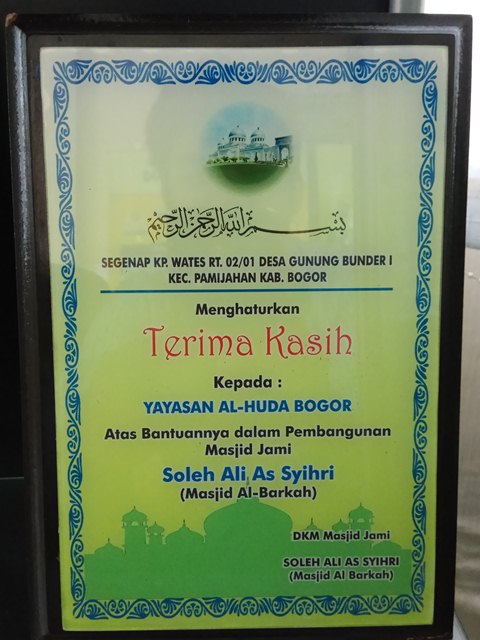 بسم الله الرحمن الرحيم
SEGENAP KP. WATES RT. 02/01 DESA GUNUNG BUNDER I
KEC. PAMIJAHAN KAB. BOGOR
Menghaturkan
Terima Kasih
Kepada :
YAYASAN AL-HUDA BOGOR
Atas Bantuannya dalam Pembangunan
Masjid Jami
Soleh Ali As Syihri
(Masjid Al-Barkah)
DKM Masjid Jami
SOLEH ALI AS SYIHRI
(Masjid Al Barkah)